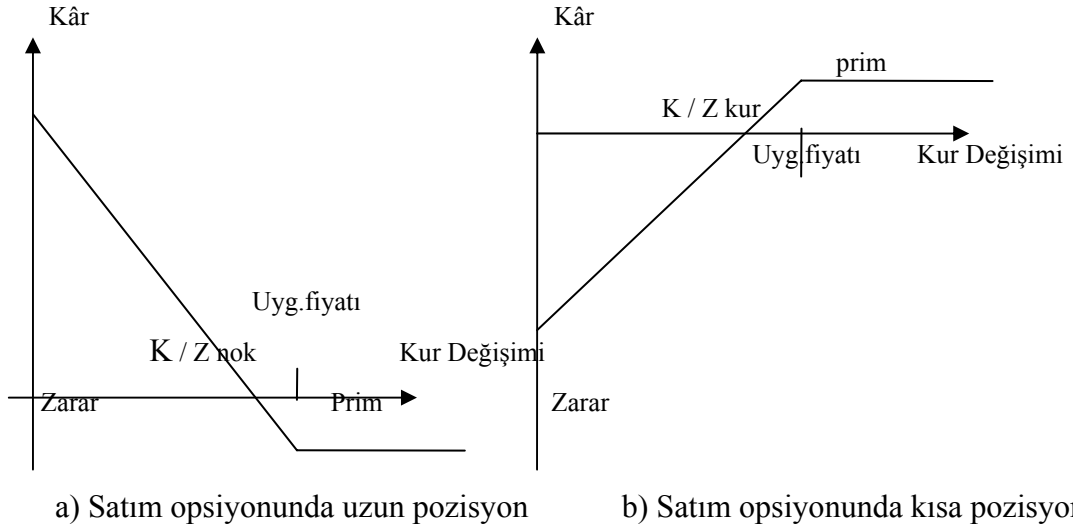 Kâr
Uyg.fiyatı
K / Z nok
Kur Değişimi
Zarar
Prim
a) Satım opsiyonunda uzun pozisyon
Kâr
prim
K / Z kur
Uyg.fiyatı
Kur Değişimi
Zarar
b) Satım opsiyonunda kısa pozisyon